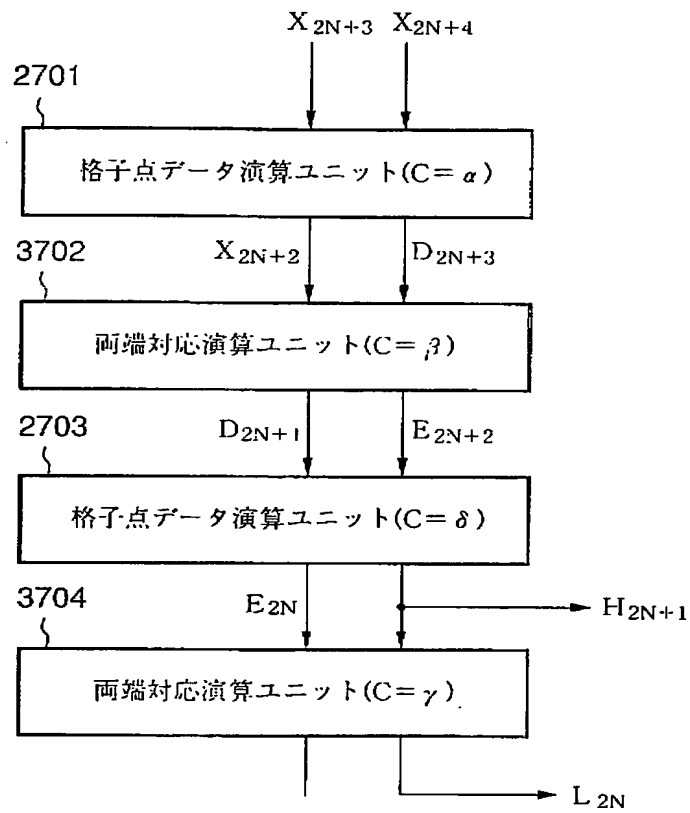 X2N+3 X2N+4
2701
格子点データ演算ユニット(C=α)
X2N+2 D2N+3
3702
両端対応演算ユニット(C=β)
D2N+1 E2N+2
2703
格子点データ演算ユニット(C=δ)
E2N
H2N+1
3704
両端対応演算ユニット(C=γ)
L2N